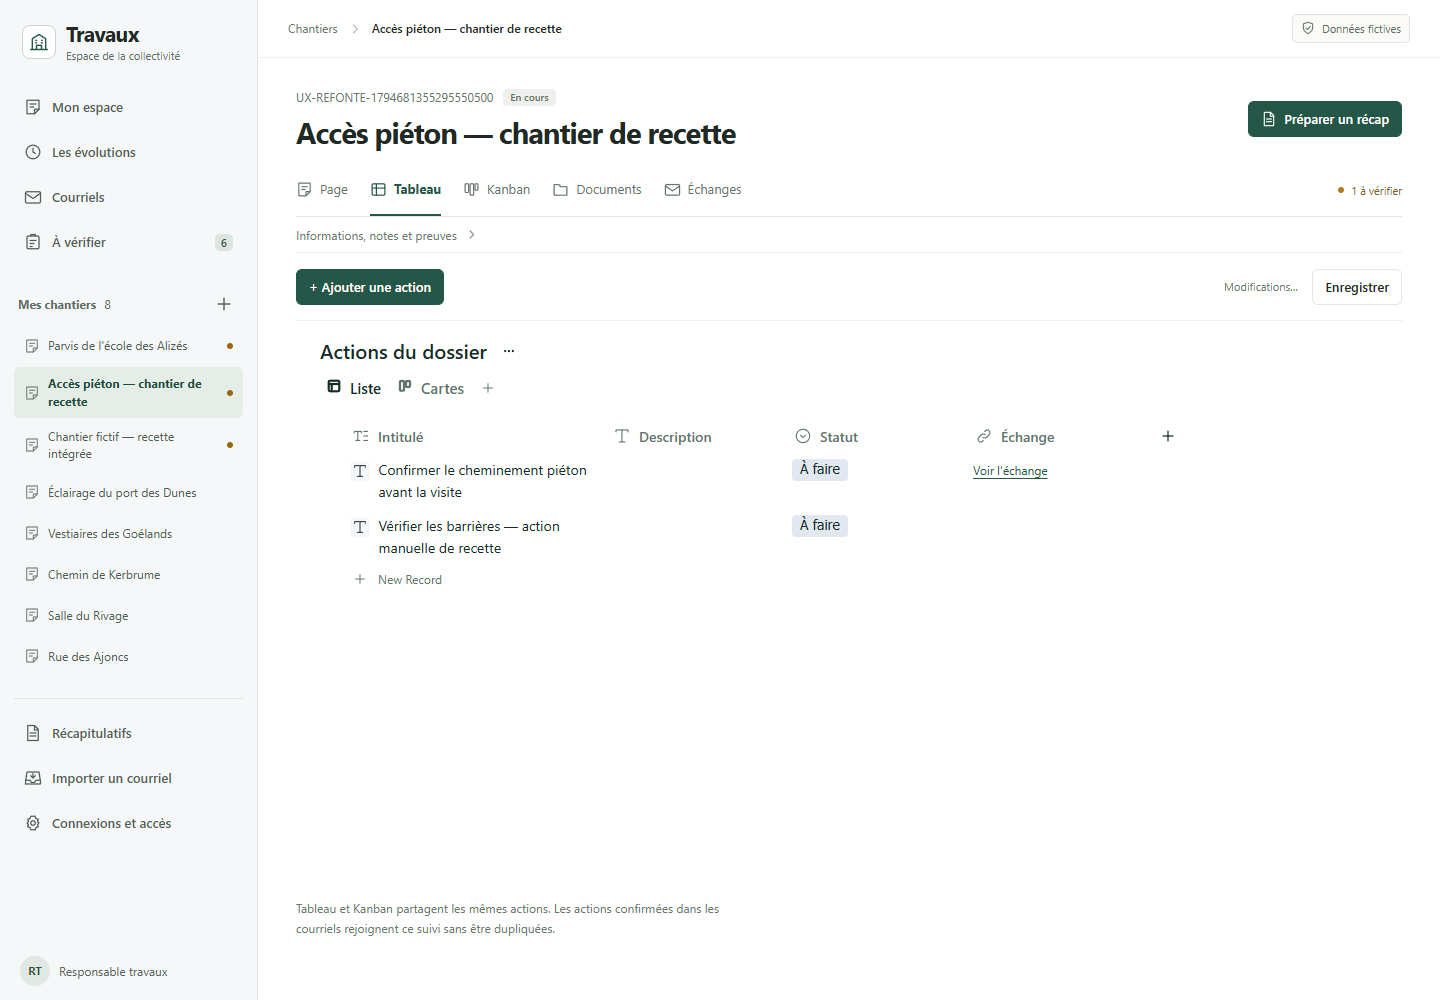 Travaux
Espace de la collectivité
Mon espace
Les évolutions
Courriels
À vérifier 6
Mes chantiers 8
Parvis de l'école des Alizés
Accès piéton — chantier de
recette
Chantier fictif — recette
intégrée
Éclairage du port des Dunes
Vestiaires des Goélands
Chemin de Kerbrume
Salle du Rivage
Rue des Ajoncs
Récapitulatifs
Importer un courriel
Connexions et accès
RT Responsable travaux
Chantiers Accès piéton — chantier de recette
Données fictives
UX-REFONTE-1794681355295550500 En cours
Accès piéton — chantier de recette
Préparer un récap
Page Tableau Kanban Documents Échanges
1 à vérifier
Informations, notes et preuves
+ Ajouter une action
Modifications... Enregistrer
Actions du dossier ...
Liste Cartes +
Intitulé Description Statut Échange +
Confirmer le cheminement piéton
avant la visite
À faire
Voir l'échange
Vérifier les barrières — action
manuelle de recette
À faire
+ New Record
Tableau et Kanban partagent les mêmes actions. Les actions confirmées dans les
courriels rejoignent ce suivi sans être dupliquées.